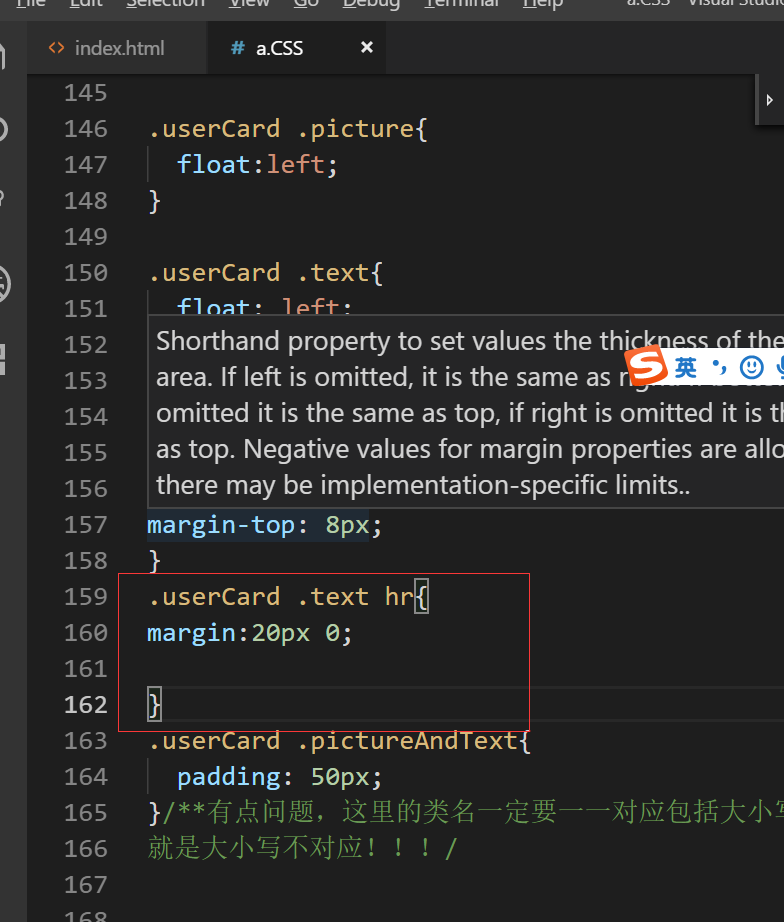 File Edit Selection View Go Debug Terminal Help a.CSS - Visual Studio
<> index.html # a.CSS ×
145
146 .userCard .picture{
147 float:left;
148 }
149
150 .userCard .text{
151 float: left;
152
153
154
155
156
Shorthand property to set values the thickness of the
area. If left is omitted, it is the same as
omitted it is the same as top, if right is omitted it is th
as top. Negative values for margin properties are allo
there may be implementation-specific limits..
英
157 margin-top: 8px;
158 }
159 .userCard .text hr{
160 margin:20px 0;
161
162 }
163 .userCard .pictureAndText{
164 padding: 50px;
165 }/**有点问题，这里的类名一定要一一对应包括大小写
166 就是大小写不对应！！！/
167
168